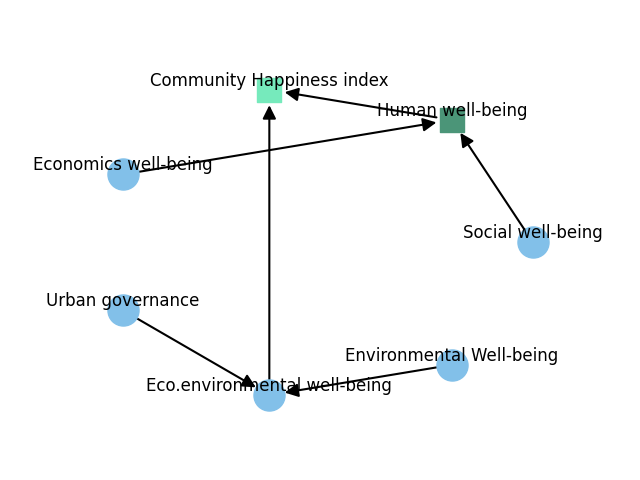 Community Happiness index
Human well-being
Economics well-being
Social well-being
Urban governance
Environmental Well-being
Eco.environmental well-being